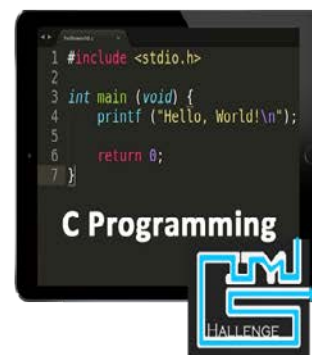 helloworld.c
1 #include <stdio.h>
2
3 int main (void) {
4 printf ("Hello, World!\n");
5
6 return 0;
7 }
C Programming
HALLENGE